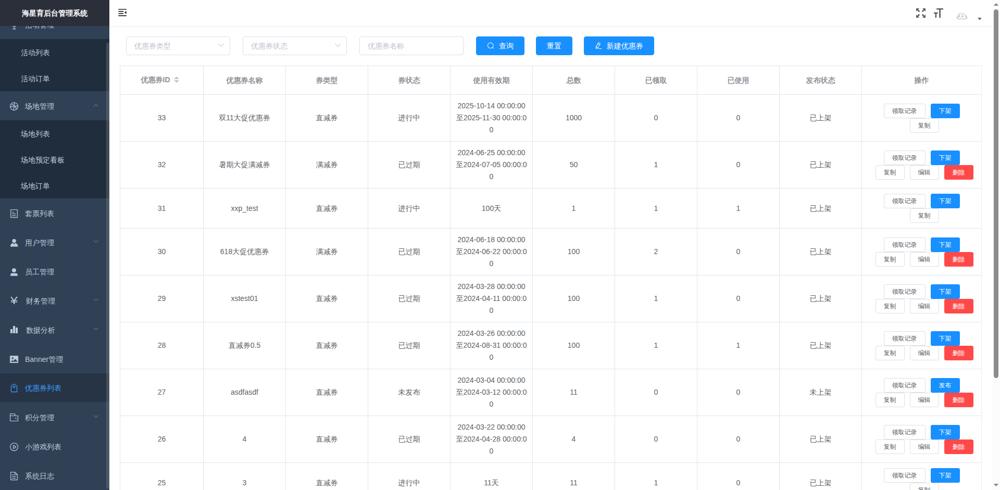 海星育后台管理系统
活动管理
活动列表
活动订单
场地管理
场地列表
场地预定看板
场地订单
套票列表
用户管理
员工管理
财务管理
数据分析
Banner管理
优惠券列表
积分管理
小游戏列表
系统日志
优惠券类型 优惠券状态 优惠券名称 查询 重置 新建优惠券
优惠券ID 优惠券名称 券类型 券状态 使用有效期 总数 已领取 已使用 发布状态 操作
33 双11大促优惠券 直减券 进行中 2025-10-14 00:00:00
至2025-11-30 00:00:0
0 1000 0 0 已上架 领取记录 下架
复制
32 暑期大促满减券 满减券 已过期 2024-06-25 00:00:00
至2024-07-05 00:00:0
0 50 1 0 已上架 领取记录 下架
复制 编辑 删除
31 xxp_test 直减券 进行中 100天 1 1 1 已上架 领取记录 下架
复制
30 618大促优惠券 满减券 已过期 2024-06-18 00:00:00
至2024-06-22 00:00:0
0 100 2 0 已上架 领取记录 下架
复制 编辑 删除
29 xstest01 直减券 已过期 2024-03-28 00:00:00
至2024-04-11 00:00:0
0 100 1 0 已上架 领取记录 下架
复制 编辑 删除
28 直减券0.5 直减券 已过期 2024-03-26 00:00:00
至2024-08-31 00:00:0
0 100 1 1 已上架 领取记录 下架
复制 编辑 删除
27 asdfasdf 直减券 未发布 2024-03-04 00:00:00
至2024-03-12 00:00:0
0 11 0 0 未上架 领取记录 发布
复制 编辑 删除
26 4 直减券 已过期 2024-03-22 00:00:00
至2024-04-28 00:00:0
0 4 0 0 已上架 领取记录 下架
复制 编辑 删除
25 3 直减券 进行中 11天 11 1 0 已上架 领取记录 下架
复制